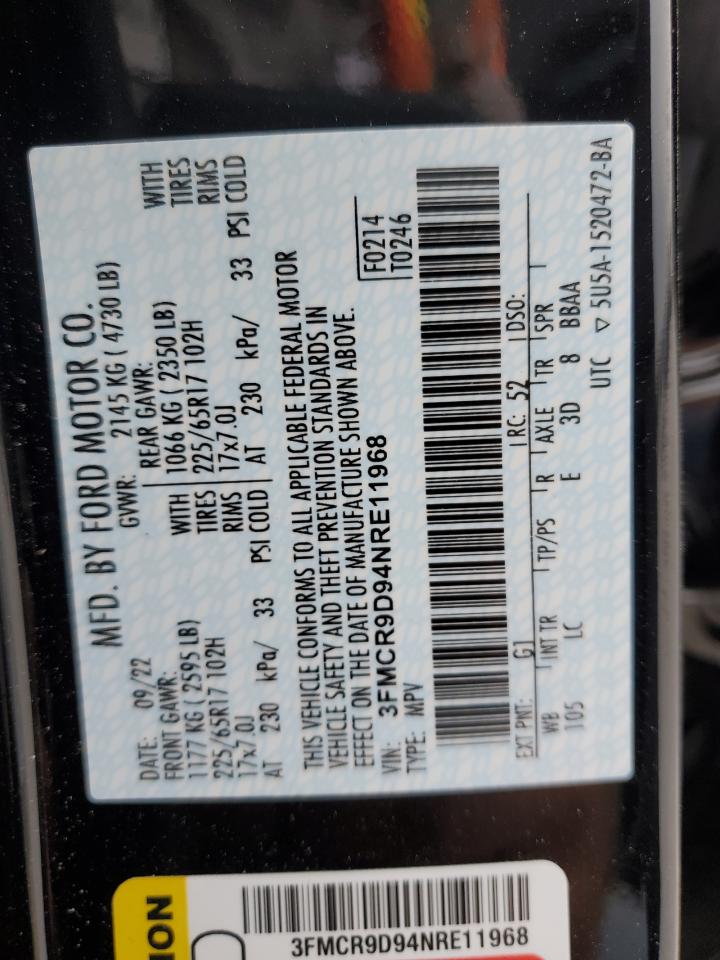 MFD. BY FORD MOTOR CO.
DATE: 09/22 GVWR: 2145 KG ( 4730 LB)
FRONT GAWR: REAR GAWR:
1177 KG ( 2595 LB) WITH 1066 KG ( 2350 LB) WITH
225/65R17 102H TIRES 225/65R17 102H TIRES
17x7.0J RIMS 17x7.0J RIMS
AT 230 kPa/ 33 PSI COLD AT 230 kPa/ 33 PSI COLD
THIS VEHICLE CONFORMS TO ALL APPLICABLE FEDERAL MOTOR
VEHICLE SAFETY AND THEFT PREVENTION STANDARDS IN
EFFECT ON THE DATE OF MANUFACTURE SHOWN ABOVE.
VIN: 3FMCR9D94NRE11968 F0214
TYPE: MPV T0246
EXT PNT: G1 RC: 52 DSO:
WB INT TR TP/PS R AXLE TR SPR
105 LC E 3D 8 BBAA
UTC ▽ 5U5A-1520472-BA
ION
3FMCR9D94NRE11968